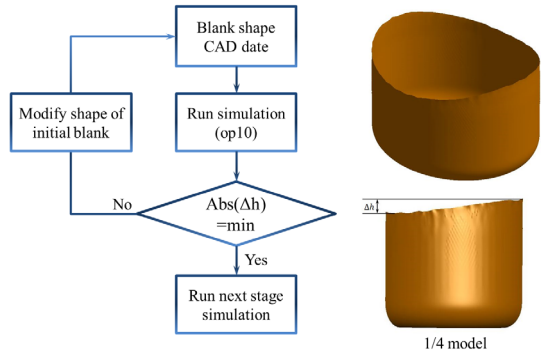 Blank shape
CAD date
Modify shape of
initial blank
Run simulation
(op10)
No
Abs(Δh)
=min
Yes
Run next stage
simulation
Δh
1/4 model